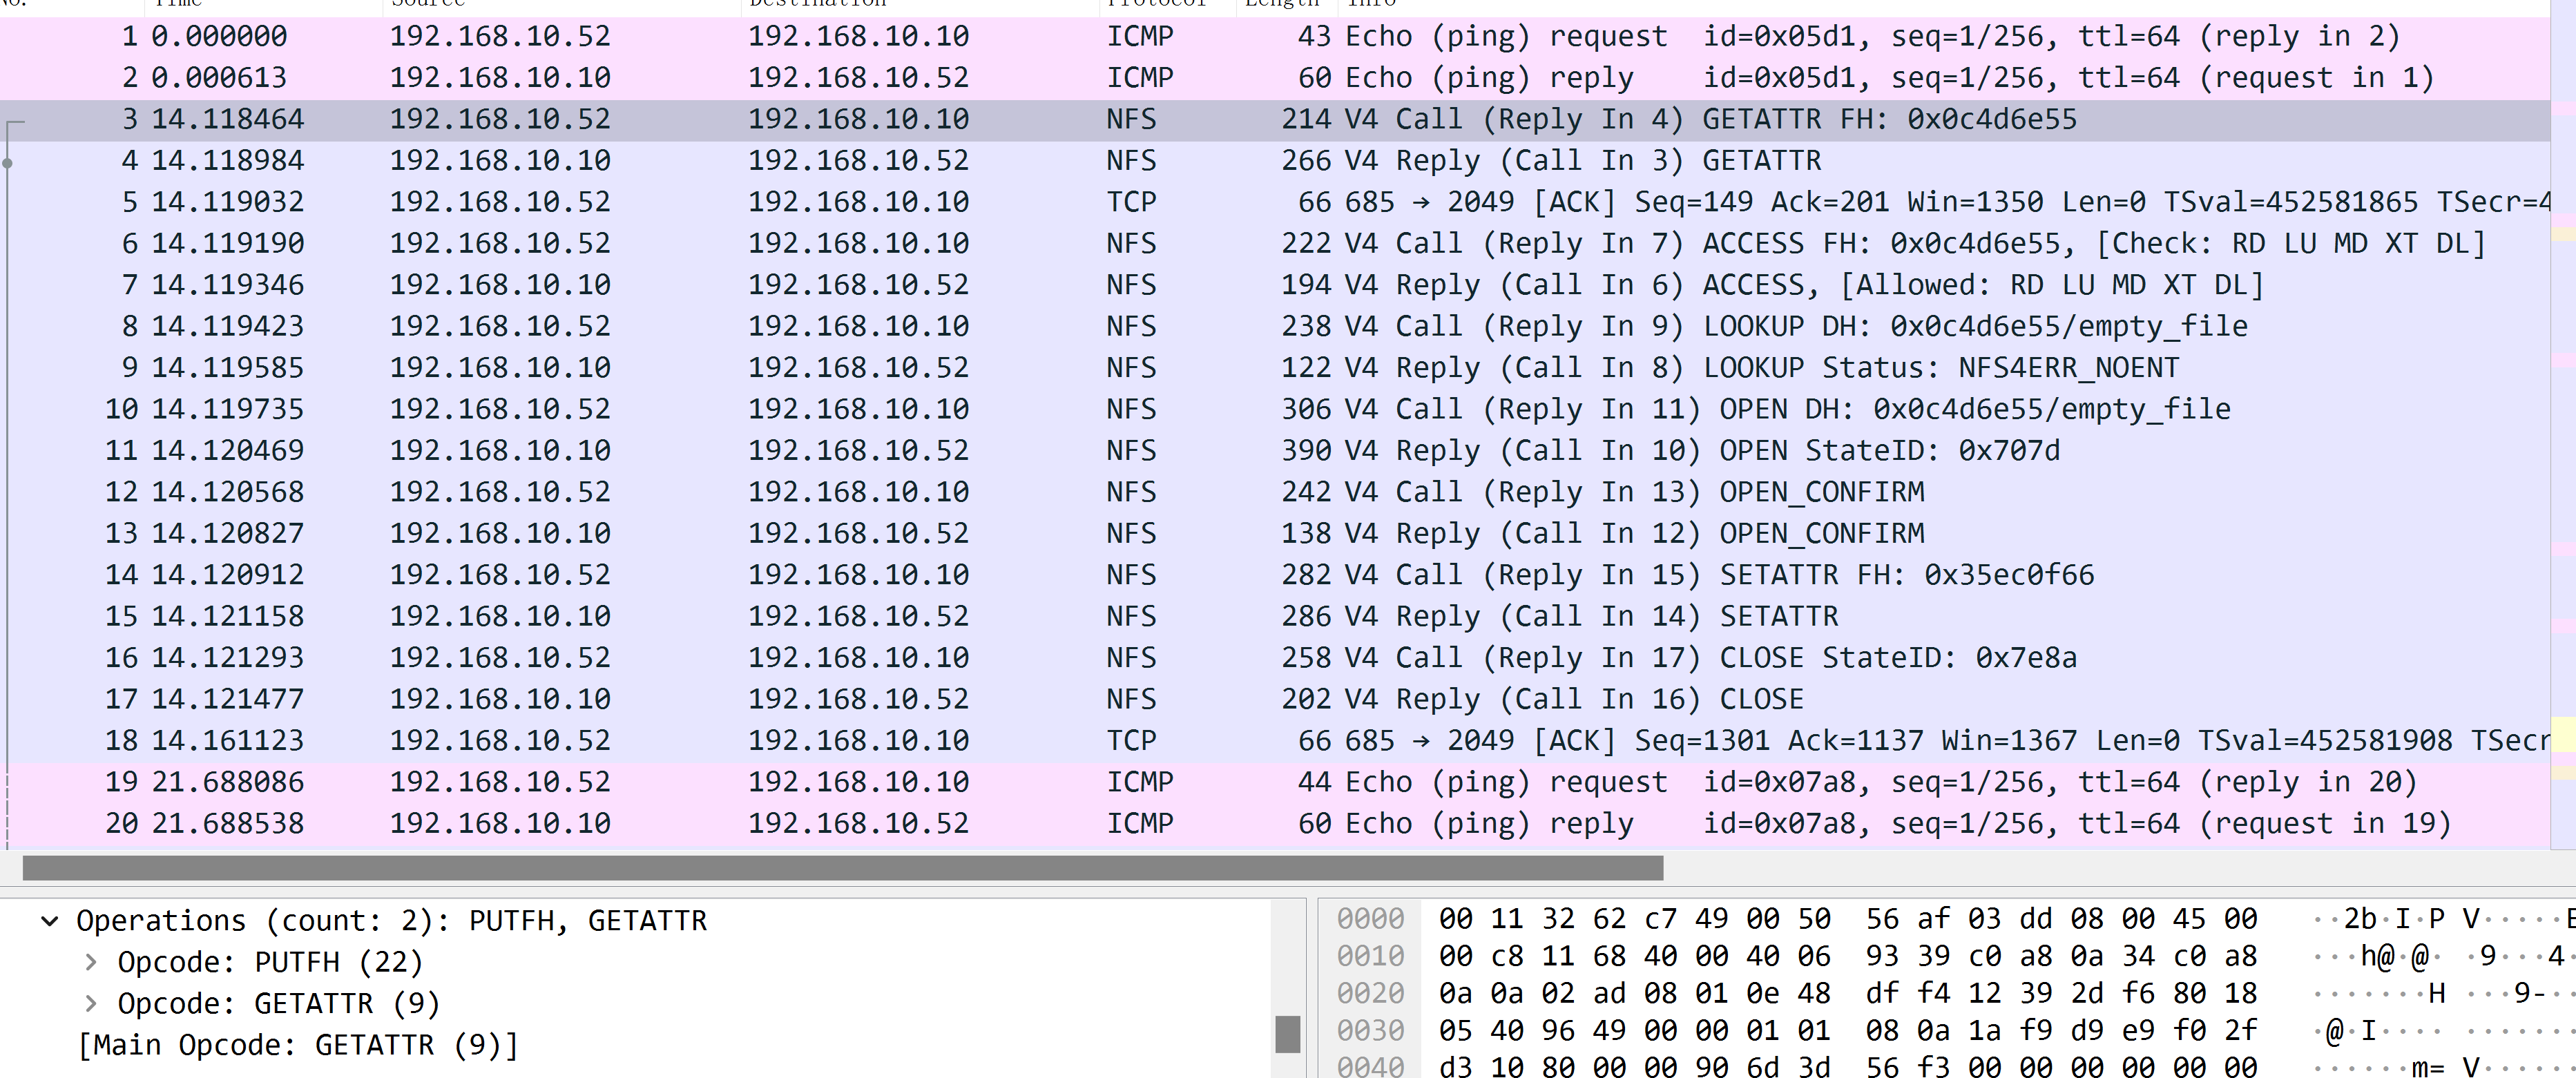 No. Time Source Destination Protocol Length Info
1 0.000000 192.168.10.52 192.168.10.10 ICMP 43 Echo (ping) request id=0x05d1, seq=1/256, ttl=64 (reply in 2)
2 0.000613 192.168.10.10 192.168.10.52 ICMP 60 Echo (ping) reply id=0x05d1, seq=1/256, ttl=64 (request in 1)
3 14.118464 192.168.10.52 192.168.10.10 NFS 214 V4 Call (Reply In 4) GETATTR FH: 0x0c4d6e55
4 14.118984 192.168.10.10 192.168.10.52 NFS 266 V4 Reply (Call In 3) GETATTR
5 14.119032 192.168.10.52 192.168.10.10 TCP 66 685 → 2049 [ACK] Seq=149 Ack=201 Win=1350 Len=0 TSval=452581865 TSecr=4
6 14.119190 192.168.10.52 192.168.10.10 NFS 222 V4 Call (Reply In 7) ACCESS FH: 0x0c4d6e55, [Check: RD LU MD XT DL]
7 14.119346 192.168.10.10 192.168.10.52 NFS 194 V4 Reply (Call In 6) ACCESS, [Allowed: RD LU MD XT DL]
8 14.119423 192.168.10.52 192.168.10.10 NFS 238 V4 Call (Reply In 9) LOOKUP DH: 0x0c4d6e55/empty_file
9 14.119585 192.168.10.10 192.168.10.52 NFS 122 V4 Reply (Call In 8) LOOKUP Status: NFS4ERR_NOENT
10 14.119735 192.168.10.52 192.168.10.10 NFS 306 V4 Call (Reply In 11) OPEN DH: 0x0c4d6e55/empty_file
11 14.120469 192.168.10.10 192.168.10.52 NFS 390 V4 Reply (Call In 10) OPEN StateID: 0x707d
12 14.120568 192.168.10.52 192.168.10.10 NFS 242 V4 Call (Reply In 13) OPEN_CONFIRM
13 14.120827 192.168.10.10 192.168.10.52 NFS 138 V4 Reply (Call In 12) OPEN_CONFIRM
14 14.120912 192.168.10.52 192.168.10.10 NFS 282 V4 Call (Reply In 15) SETATTR FH: 0x35ec0f66
15 14.121158 192.168.10.10 192.168.10.52 NFS 286 V4 Reply (Call In 14) SETATTR
16 14.121293 192.168.10.52 192.168.10.10 NFS 258 V4 Call (Reply In 17) CLOSE StateID: 0x7e8a
17 14.121477 192.168.10.10 192.168.10.52 NFS 202 V4 Reply (Call In 16) CLOSE
18 14.161123 192.168.10.52 192.168.10.10 TCP 66 685 → 2049 [ACK] Seq=1301 Ack=1137 Win=1367 Len=0 TSval=452581908 TSecr
19 21.688086 192.168.10.52 192.168.10.10 ICMP 44 Echo (ping) request id=0x07a8, seq=1/256, ttl=64 (reply in 20)
20 21.688538 192.168.10.10 192.168.10.52 ICMP 60 Echo (ping) reply id=0x07a8, seq=1/256, ttl=64 (request in 19)
Operations (count: 2): PUTFH, GETATTR
Opcode: PUTFH (22)
Opcode: GETATTR (9)
[Main Opcode: GETATTR (9)]
0000 00 11 32 62 c7 49 00 50 56 af 03 dd 08 00 45 00 ··2b·I·P V·····E
0010 00 c8 11 68 40 00 40 06 93 39 c0 a8 0a 34 c0 a8 ···h@·@· ·9···4·
0020 0a 0a 02 ad 08 01 0e 48 df f4 12 39 2d f6 80 18 ·······H ···9-··
0030 05 40 96 49 00 00 01 01 08 0a 1a f9 d9 e9 f0 2f ·@·I···· ·······
0040 d3 10 80 00 00 90 6d 3d 56 f3 00 00 00 00 00 00 ······m= V······